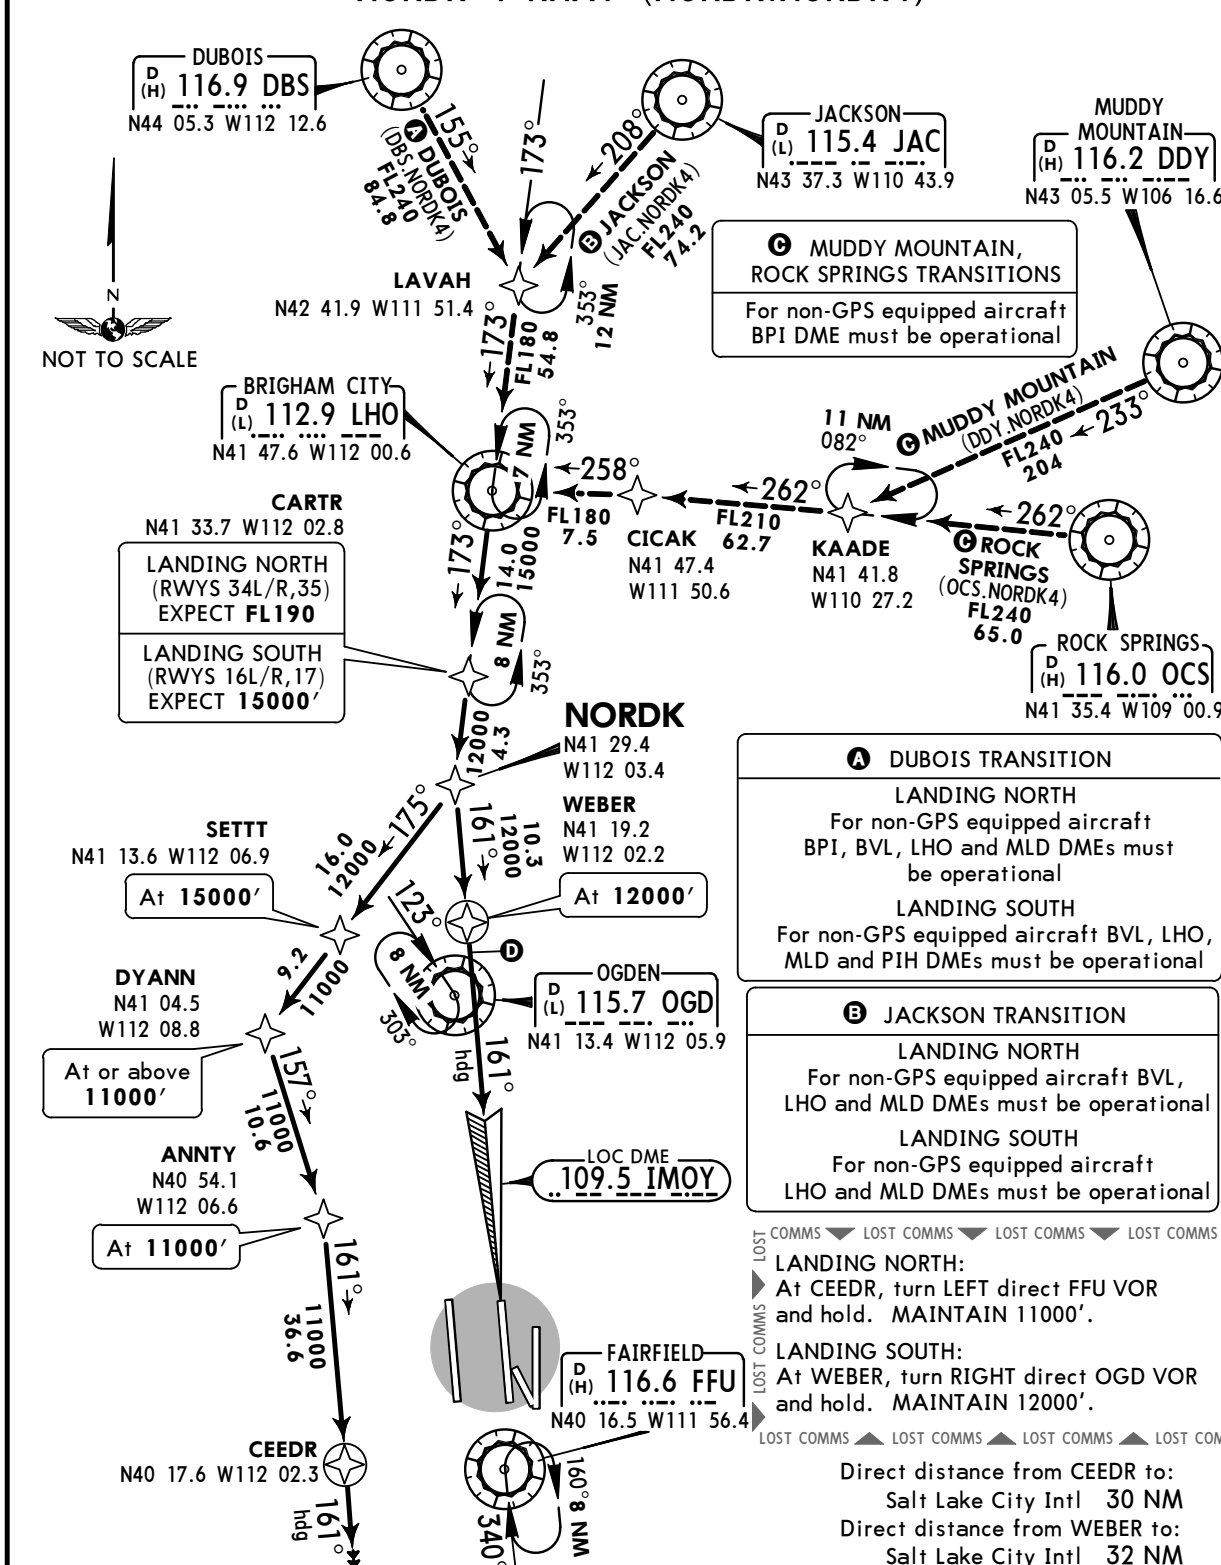 DUBOIS
D
(H) 116.9 DBS
N44 05.3 W112 12.6
JACKSON
D
(L) 115.4 JAC
N43 37.3 W110 43.9
MUDDY
MOUNTAIN
D
(H) 116.2 DDY
N43 05.5 W106 16.6
155°
A DUBOIS
(DBS.NORDK4)
FL240
84.8
173°
208°
B JACKSON
(JAC.NORDK4)
FL240
74.2
353°
12 NM
N
NOT TO SCALE
LAVAH
N42 41.9 W111 51.4
173°
FL180
54.8
C MUDDY MOUNTAIN,
ROCK SPRINGS TRANSITIONS
For non-GPS equipped aircraft
BPI DME must be operational
BRIGHAM CITY
D
(L) 112.9 LHO
N41 47.6 W112 00.6
353°
7 NM
258°
FL180
7.5
CICAK
N41 47.4
W111 50.6
262°
FL210
62.7
11 NM
082°
KAADE
N41 41.8
W110 27.2
C MUDDY MOUNTAIN
(DDY.NORDK4)
233°
FL240
204
262°
C ROCK
SPRINGS
(OCS.NORDK4)
FL240
65.0
ROCK SPRINGS
D
(H) 116.0 OCS
N41 35.4 W109 00.9
CARTR
N41 33.7 W112 02.8
LANDING NORTH
(RWYS 34L/R,35)
EXPECT FL190
LANDING SOUTH
(RWYS 16L/R,17)
EXPECT 15000'
173°
14.0
15000
8 NM
353°
12000
4.3
NORDK
N41 29.4
W112 03.4
175°
16.0
12000
161°
10.3
12000
WEBER
N41 19.2
W112 02.2
At 12000'
SETTT
N41 13.6 W112 06.9
At 15000'
9.2
11000
123°
8 NM
303°
D
OGDEN
D
(L) 115.7 OGD
N41 13.4 W112 05.9
161°
hdg
DYANN
N41 04.5
W112 08.8
At or above
11000'
157°
11000
10.6
ANNTY
N40 54.1
W112 06.6
At 11000'
161°
11000
36.6
LOC DME
109.5 IMOY
FAIRFIELD
D
(H) 116.6 FFU
N40 16.5 W111 56.4
160°
8 NM
340°
CEEDR
N40 17.6 W112 02.3
161°
hdg
A DUBOIS TRANSITION
LANDING NORTH
For non-GPS equipped aircraft
BPI, BVL, LHO and MLD DMEs must
be operational
LANDING SOUTH
For non-GPS equipped aircraft BVL, LHO,
MLD and PIH DMEs must be operational
B JACKSON TRANSITION
LANDING NORTH
For non-GPS equipped aircraft BVL,
LHO and MLD DMEs must be operational
LANDING SOUTH
For non-GPS equipped aircraft
LHO and MLD DMEs must be operational
LOST COMMS LOST COMMS LOST COMMS LOST COMMS
LOST COMMS
LOST
LANDING NORTH:
At CEEDR, turn LEFT direct FFU VOR
and hold. MAINTAIN 11000'.
LANDING SOUTH:
At WEBER, turn RIGHT direct OGD VOR
and hold. MAINTAIN 12000'.
LOST COMMS LOST COMMS LOST COMMS LOST COM
Direct distance from CEEDR to:
Salt Lake City Intl 30 NM
Direct distance from WEBER to:
Salt Lake City Intl 32 NM